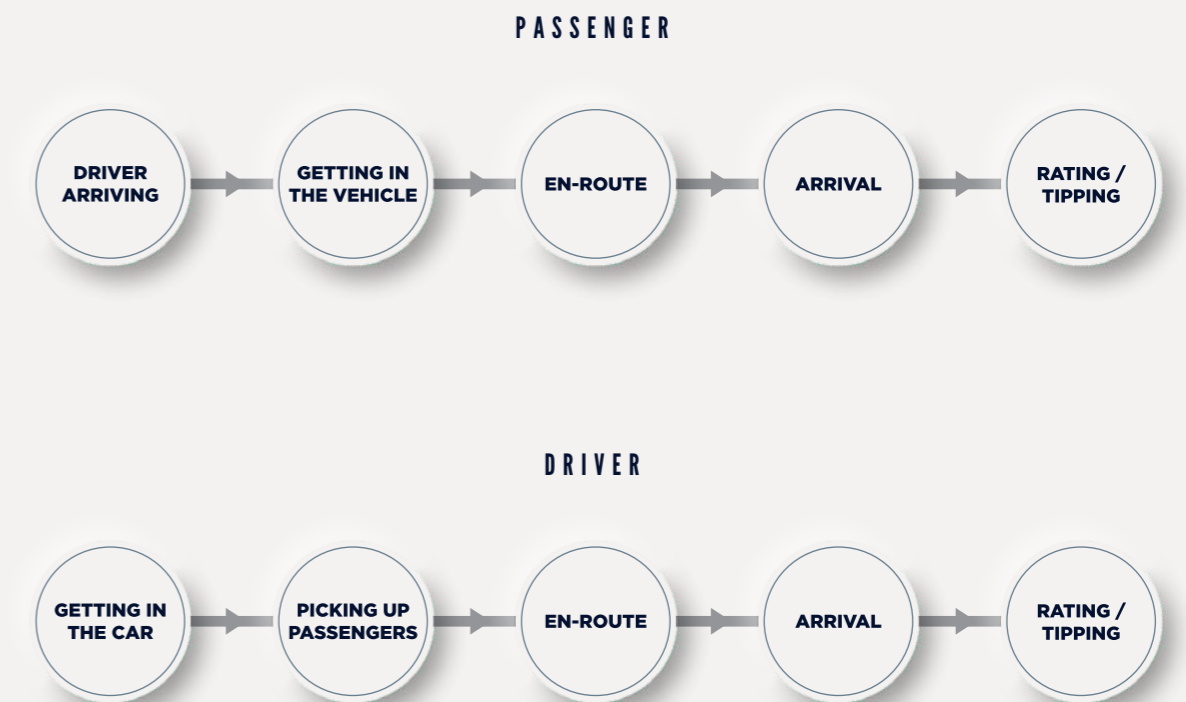 PASSENGER
DRIVER
ARRIVING
GETTING IN
THE VEHICLE
EN-ROUTE
ARRIVAL
RATING /
TIPPING
DRIVER
GETTING IN
THE CAR
PICKING UP
PASSENGERS
EN-ROUTE
ARRIVAL
RATING /
TIPPING